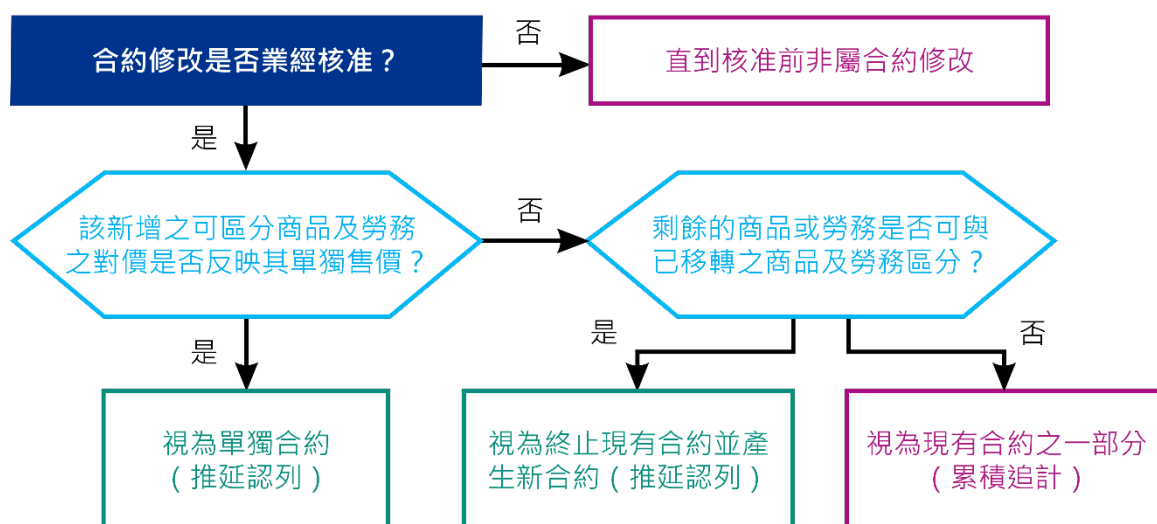 合約修改是否業經核准？
否
直到核准前非屬合約修改
是
該新增之可區分商品及勞務
之對價是否反映其單獨售價？
否
剩餘的商品或勞務是否可與
已移轉之商品及勞務區分？
是
視為單獨合約
（推延認列）
是
視為終止現有合約並產
生新合約（推延認列）
否
視為現有合約之一部分
（累積追計）